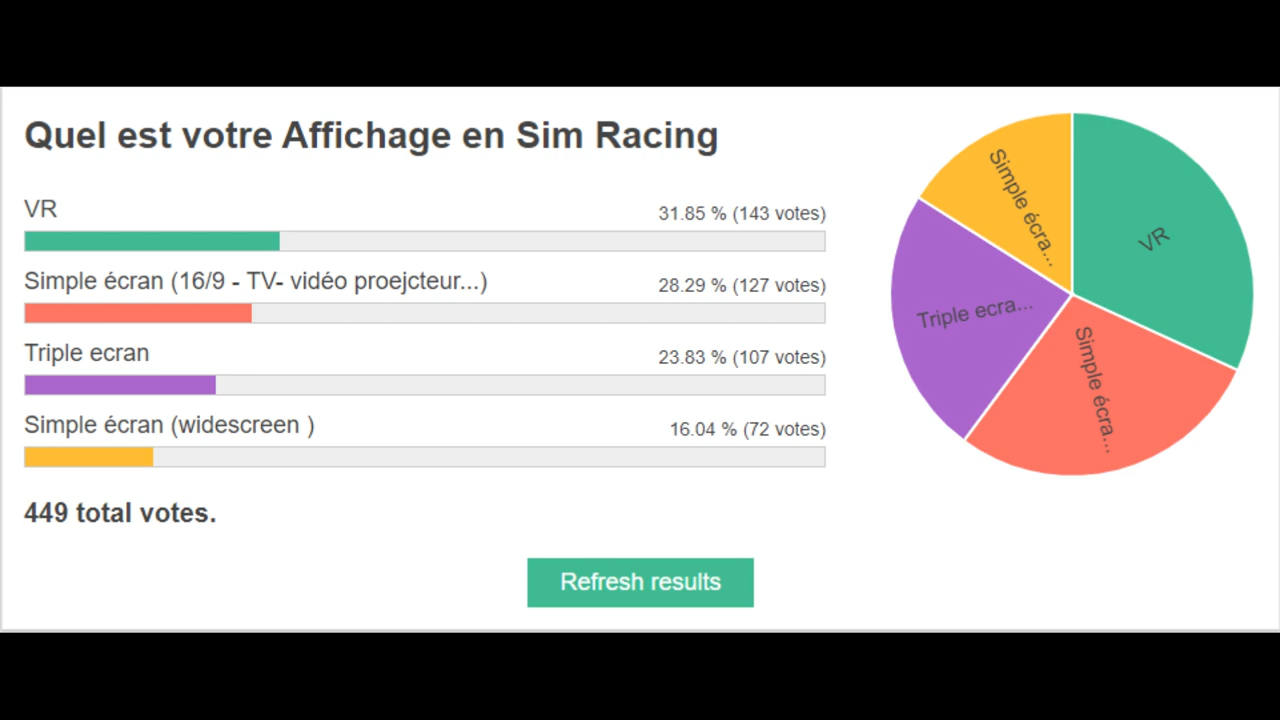 Quel est votre Affichage en Sim Racing
VR
31.85 % (143 votes)
Simple écran (16/9 - TV- vidéo proejcteur...)
28.29 % (127 votes)
Triple ecran
23.83 % (107 votes)
Simple écran (widescreen )
16.04 % (72 votes)
449 total votes.
Refresh results
Simple écra...
VR
Triple ecra...
Simple écra...